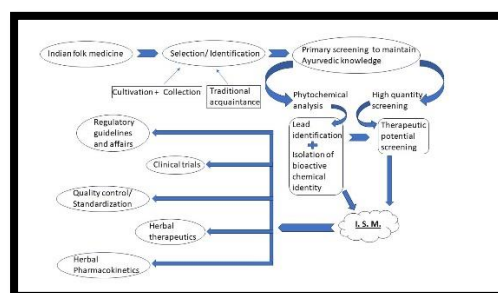 Indian folk medicine
Selection/ Identification
Primary screening to maintain
Ayurvedic knowledge
Cultivation + Collection
Traditional
acquaintance
Phytochemical
analysis
High quantity
screening
Lead identification
Isolation of
bioactive chemical
identity
Therapeutic
potential
screening
Regulatory
guidelines
and affairs
Clinical trials
Quality control/
Standardization
Herbal
therapeutics
Herbal
Pharmacokinetics
I. S. M.